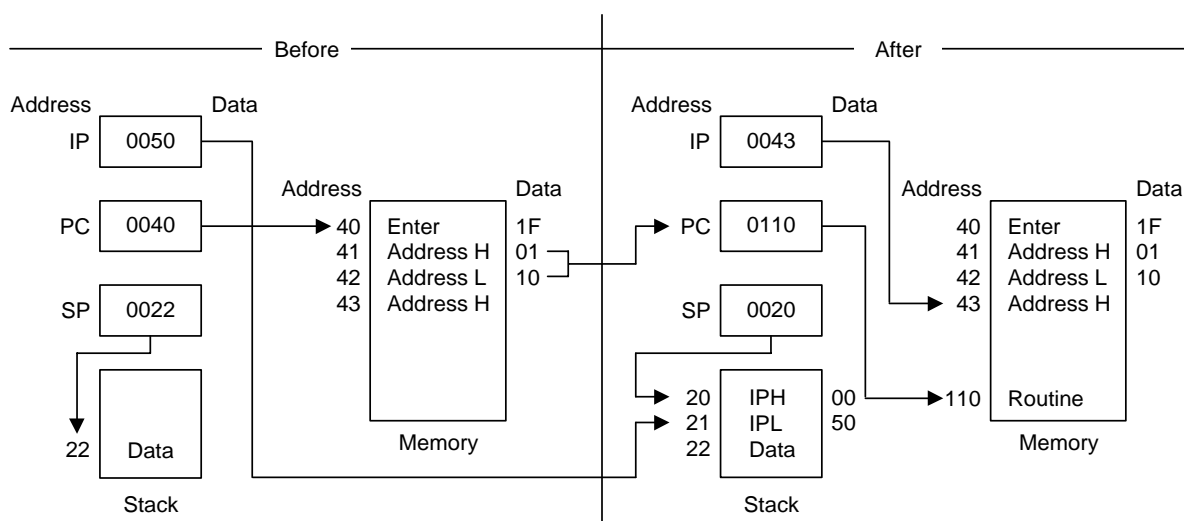 Before
Address Data
IP 0050
Address Data
PC 0040
40 Enter 1F
41 Address H 01
42 Address L 10
43 Address H
SP 0022
22 Data
Memory
Stack
After
Address Data
IP 0043
Address Data
PC 0110
40 Enter 1F
41 Address H 01
42 Address L 10
43 Address H
SP 0020
20 IPH 00
21 IPL 50
22 Data
110 Routine
Memory
Stack